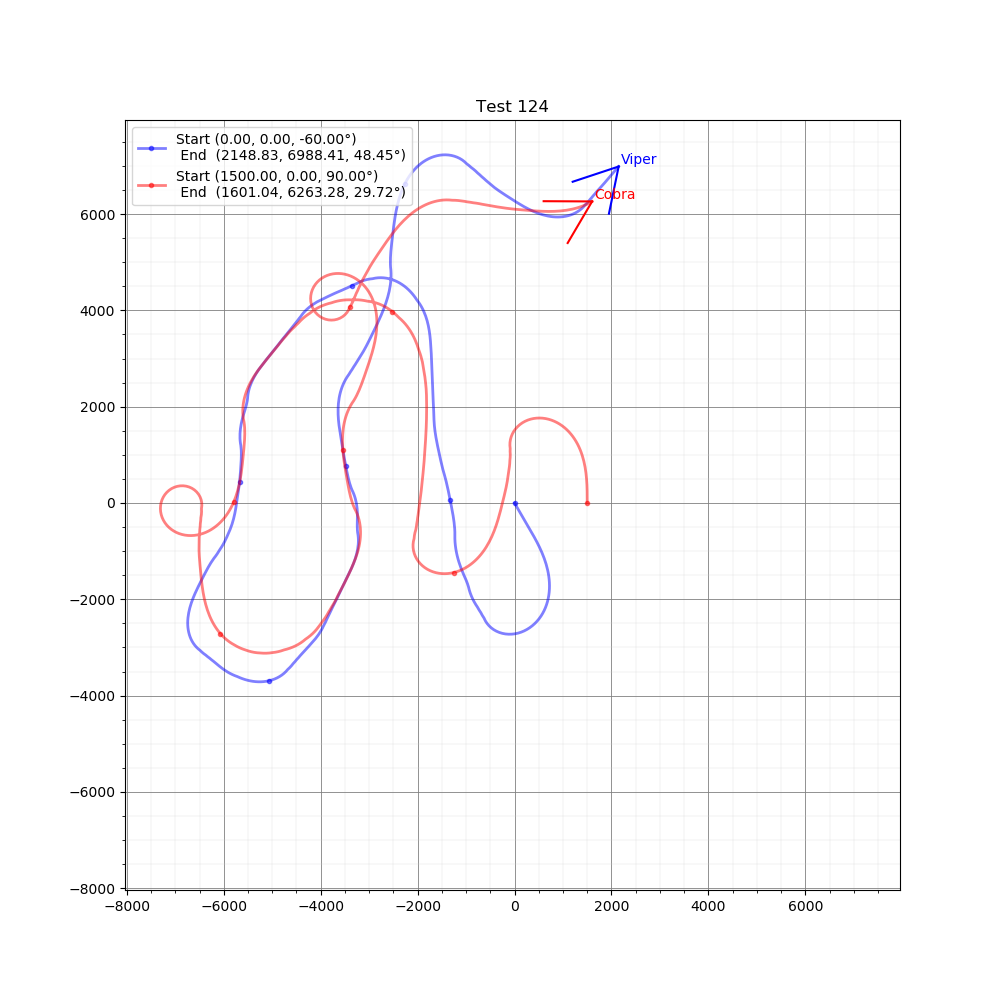 Test 124
Start (0.00, 0.00, -60.00°)
End  (2148.83, 6988.41, 48.45°)
Start (1500.00, 0.00, 90.00°)
End  (1601.04, 6263.28, 29.72°)
Viper
Cobra
6000
4000
2000
0
−2000
−4000
−6000
−8000
−8000 −6000 −4000 −2000 0 2000 4000 6000